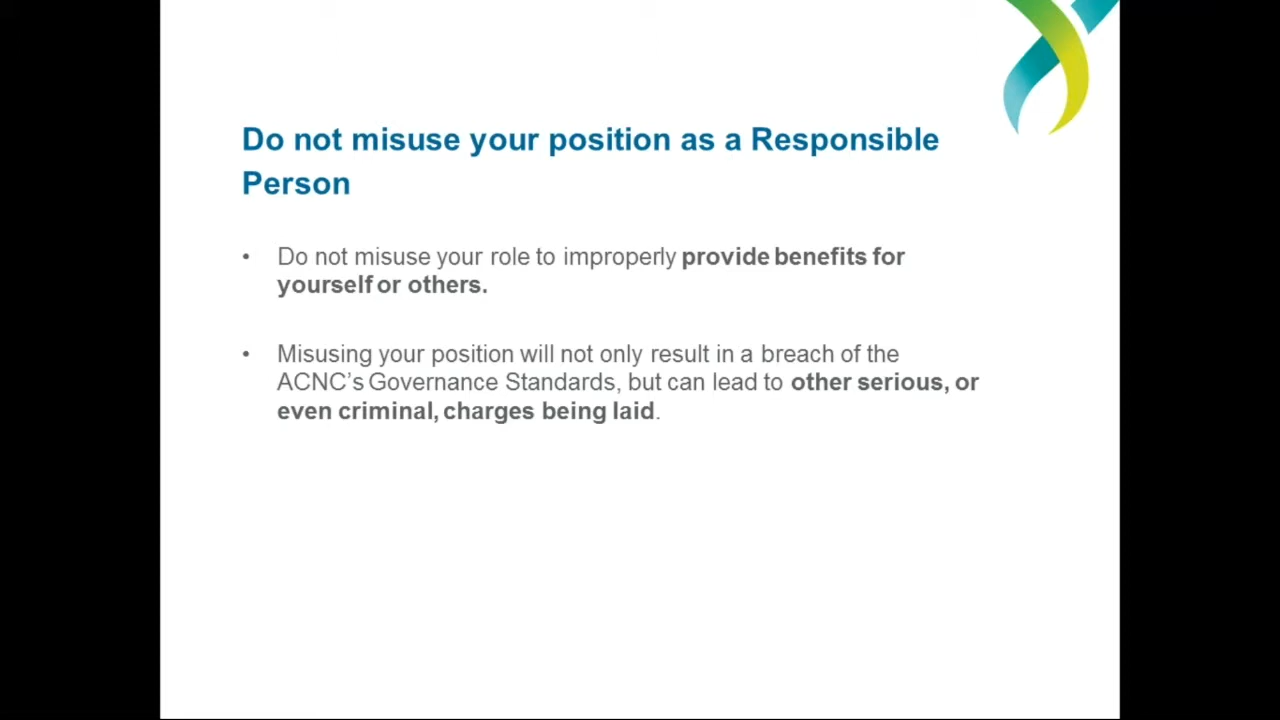 Do not misuse your position as a Responsible
Person
• Do not misuse your role to improperly provide benefits for
yourself or others.
• Misusing your position will not only result in a breach of the
ACNC’s Governance Standards, but can lead to other serious, or
even criminal, charges being laid.